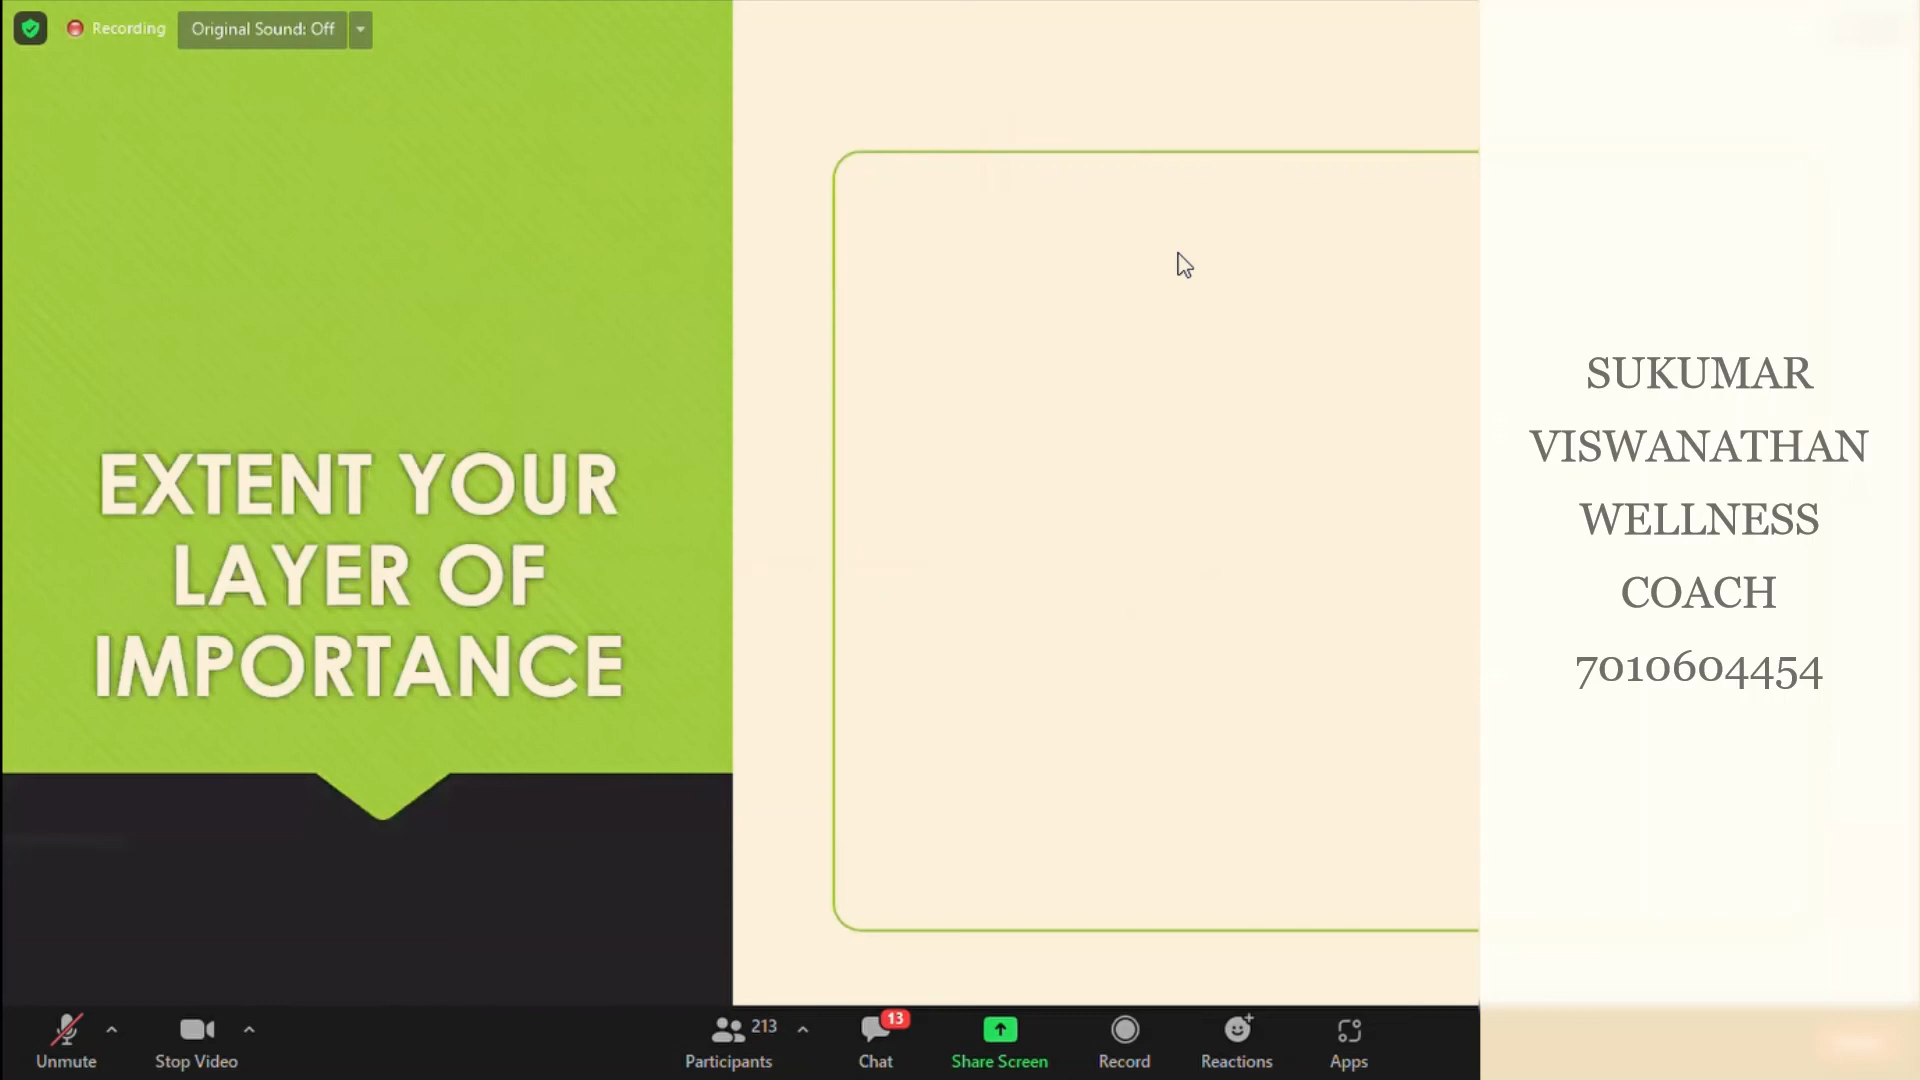 Recording
Original Sound: Off
EXTENT YOUR
LAYER OF
IMPORTANCE
SUKUMAR
VISWANATHAN
WELLNESS
COACH
7010604454
Unmute
Stop Video
213
Participants
13
Chat
Share Screen
Record
Reactions
Apps